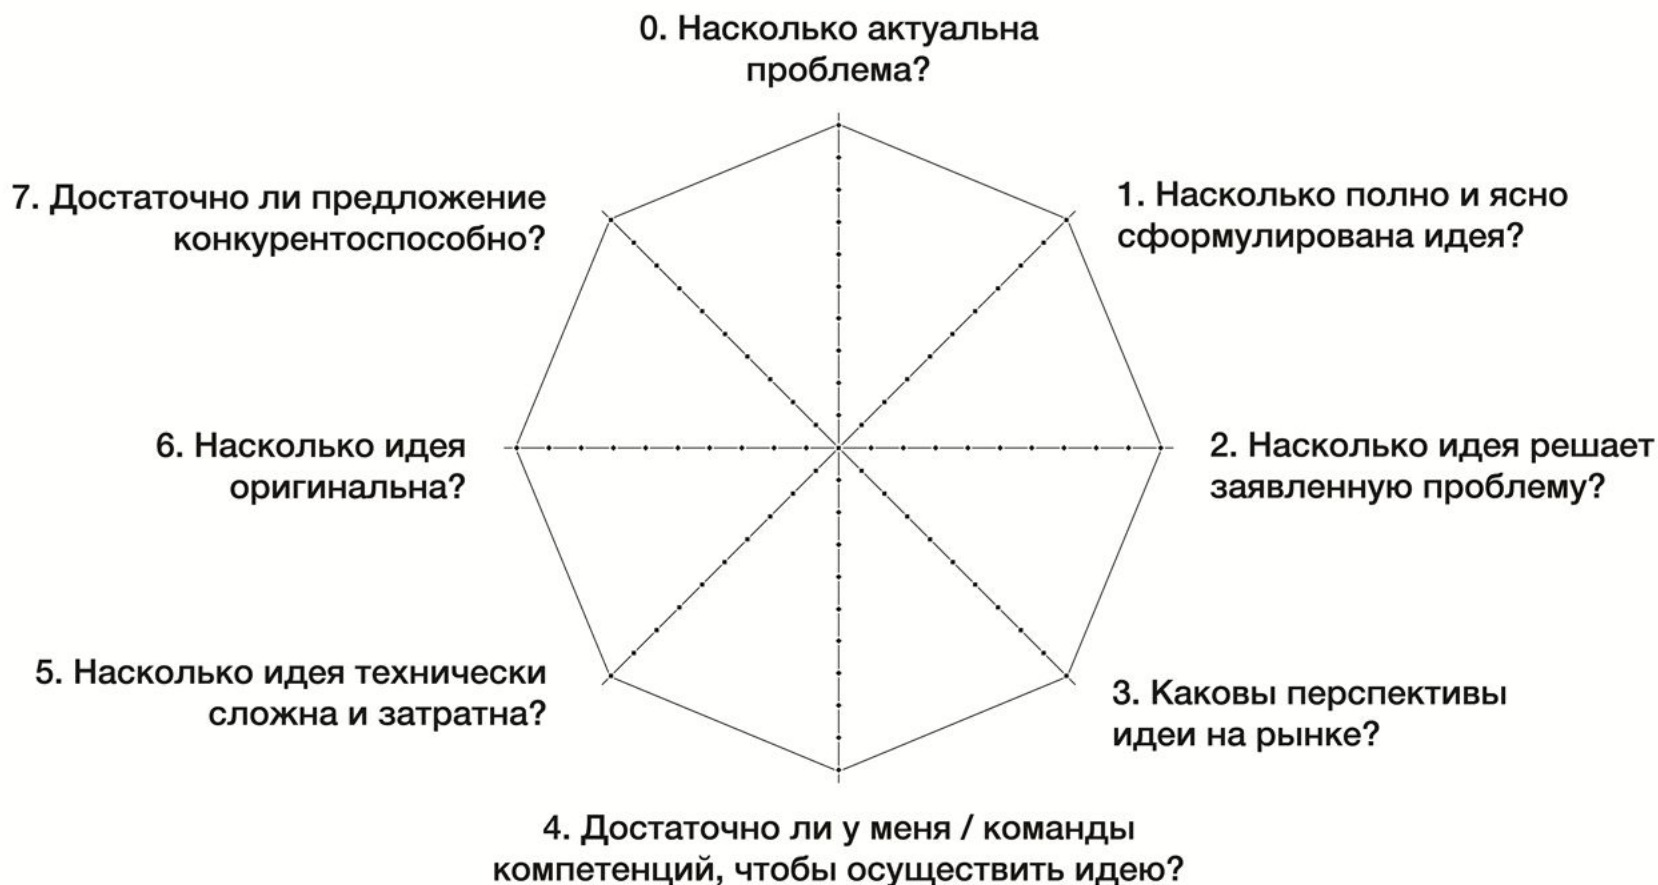 0. Насколько актуальна
проблема?
1. Насколько полно и ясно
сформулирована идея?
2. Насколько идея решает
заявленную проблему?
3. Каковы перспективы
идеи на рынке?
4. Достаточно ли у меня / команды
компетенций, чтобы осуществить идею?
5. Насколько идея технически
сложна и затратна?
6. Насколько идея
оригинальна?
7. Достаточно ли предложение
конкурентоспособно?